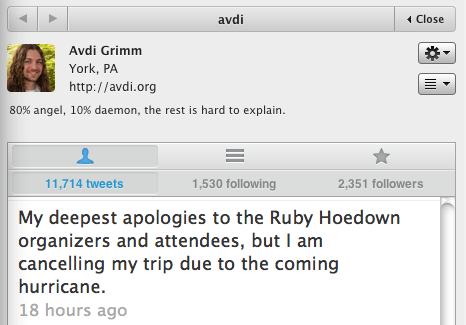 avdi
Close
Avdi Grimm
York, PA
http://avdi.org
80% angel, 10% daemon, the rest is hard to explain.
11,714 tweets
1,530 following
2,351 followers
My deepest apologies to the Ruby Hoedown
organizers and attendees, but I am
cancelling my trip due to the coming
hurricane.
18 hours ago